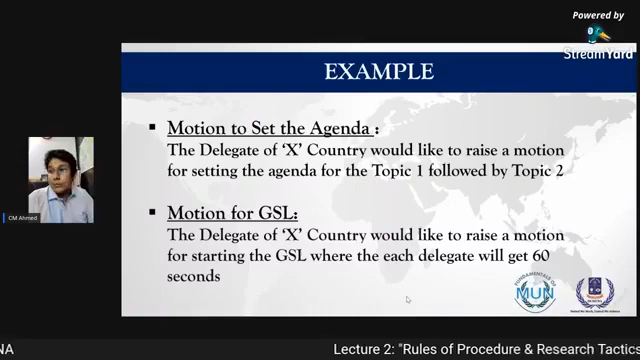 Powered by
StreamYard
EXAMPLE
Motion to Set the Agenda :
The Delegate of 'X' Country would like to raise a motion
for setting the agenda for the Topic 1 followed by Topic 2
Motion for GSL:
The Delegate of 'X' Country would like to raise a motion
for starting the GSL where the each delegate will get 60
seconds
CM Ahmed
FUNDAMENTALS OF
MUN
NA
Lecture 2: "Rules of Procedure & Research Tactics